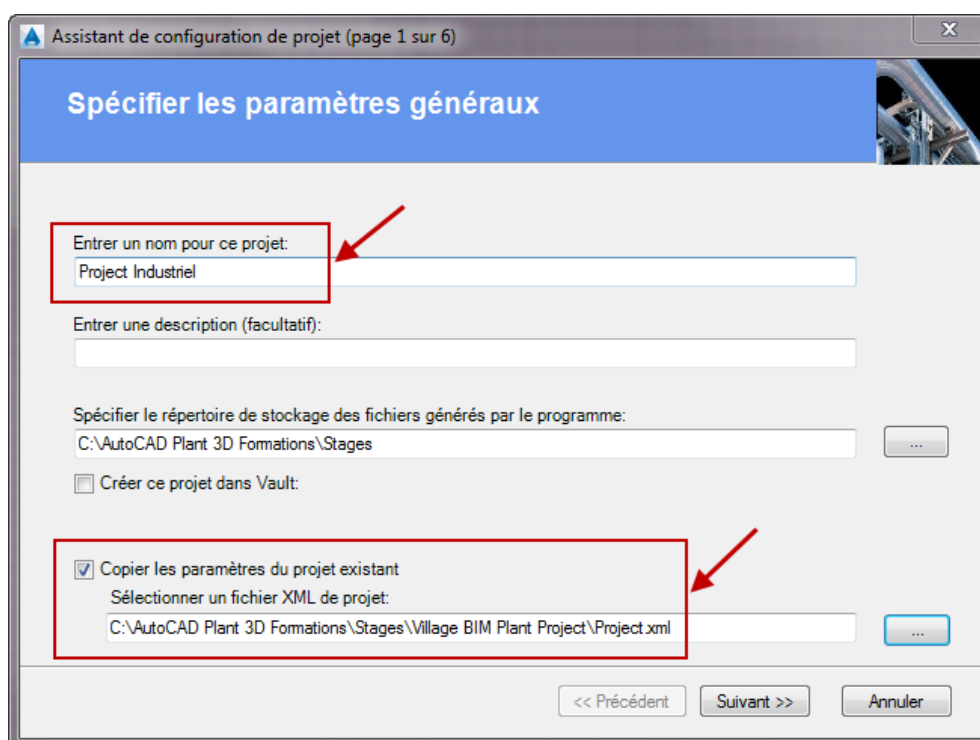 Assistant de configuration de projet (page 1 sur 6)
Spécifier les paramètres généraux
Entrer un nom pour ce projet:
Project Industriel
Entrer une description (facultatif):
Spécifier le répertoire de stockage des fichiers générés par le programme:
C:\AutoCAD Plant 3D Formations\Stages
...
Créer ce projet dans Vault:
Copier les paramètres du projet existant
Sélectionner un fichier XML de projet:
C:\AutoCAD Plant 3D Formations\Stages\Village BIM Plant Project\Project.xml
...
<< Précédent
Suivant >>
Annuler